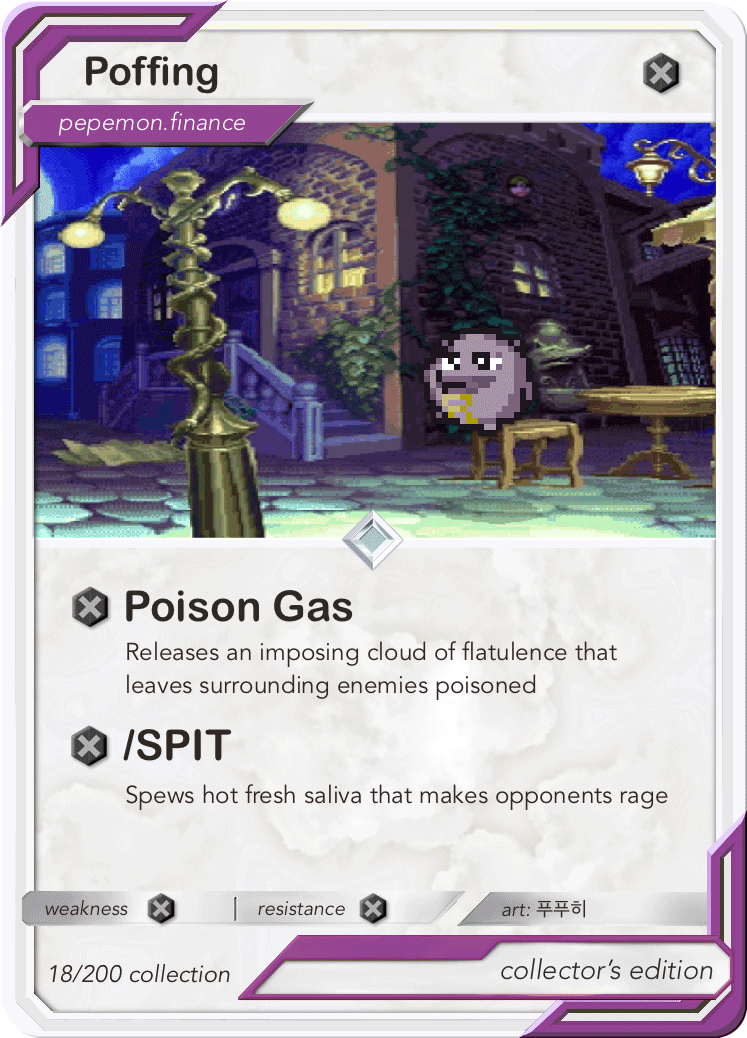 Poffing
pepemon.finance
Poison Gas
Releases an imposing cloud of flatulence that
leaves surrounding enemies poisoned
/SPIT
Spews hot fresh saliva that makes opponents rage
weakness
resistance
art: 푸푸히
18/200 collection
collector's edition